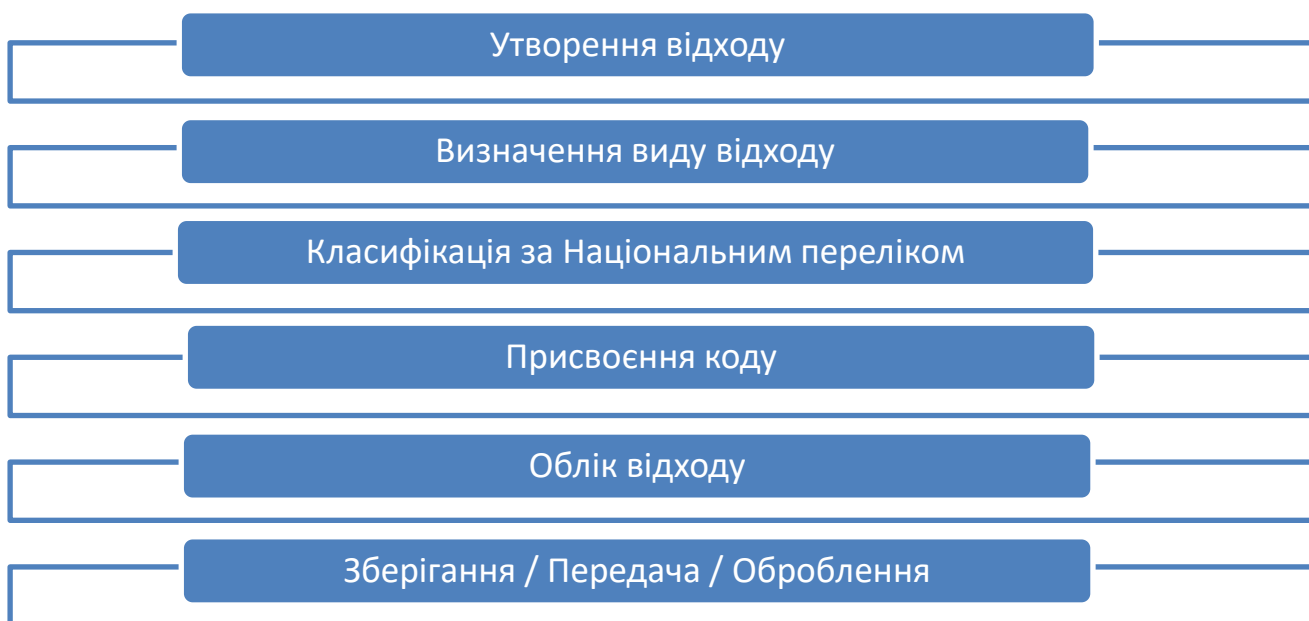 Утворення відходу
Визначення виду відходу
Класифікація за Національним переліком
Присвоєння коду
Облік відходу
Зберігання / Передача / Оброблення